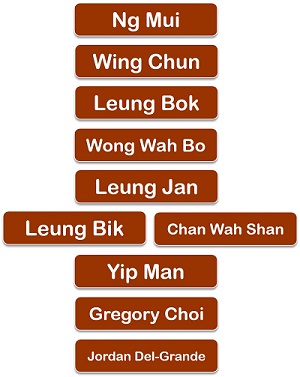 Ng Mui
Wing Chun
Leung Bok
Wong Wah Bo
Leung Jan
Leung Bik
Chan Wah Shan
Yip Man
Gregory Choi
Jordan Del-Grande